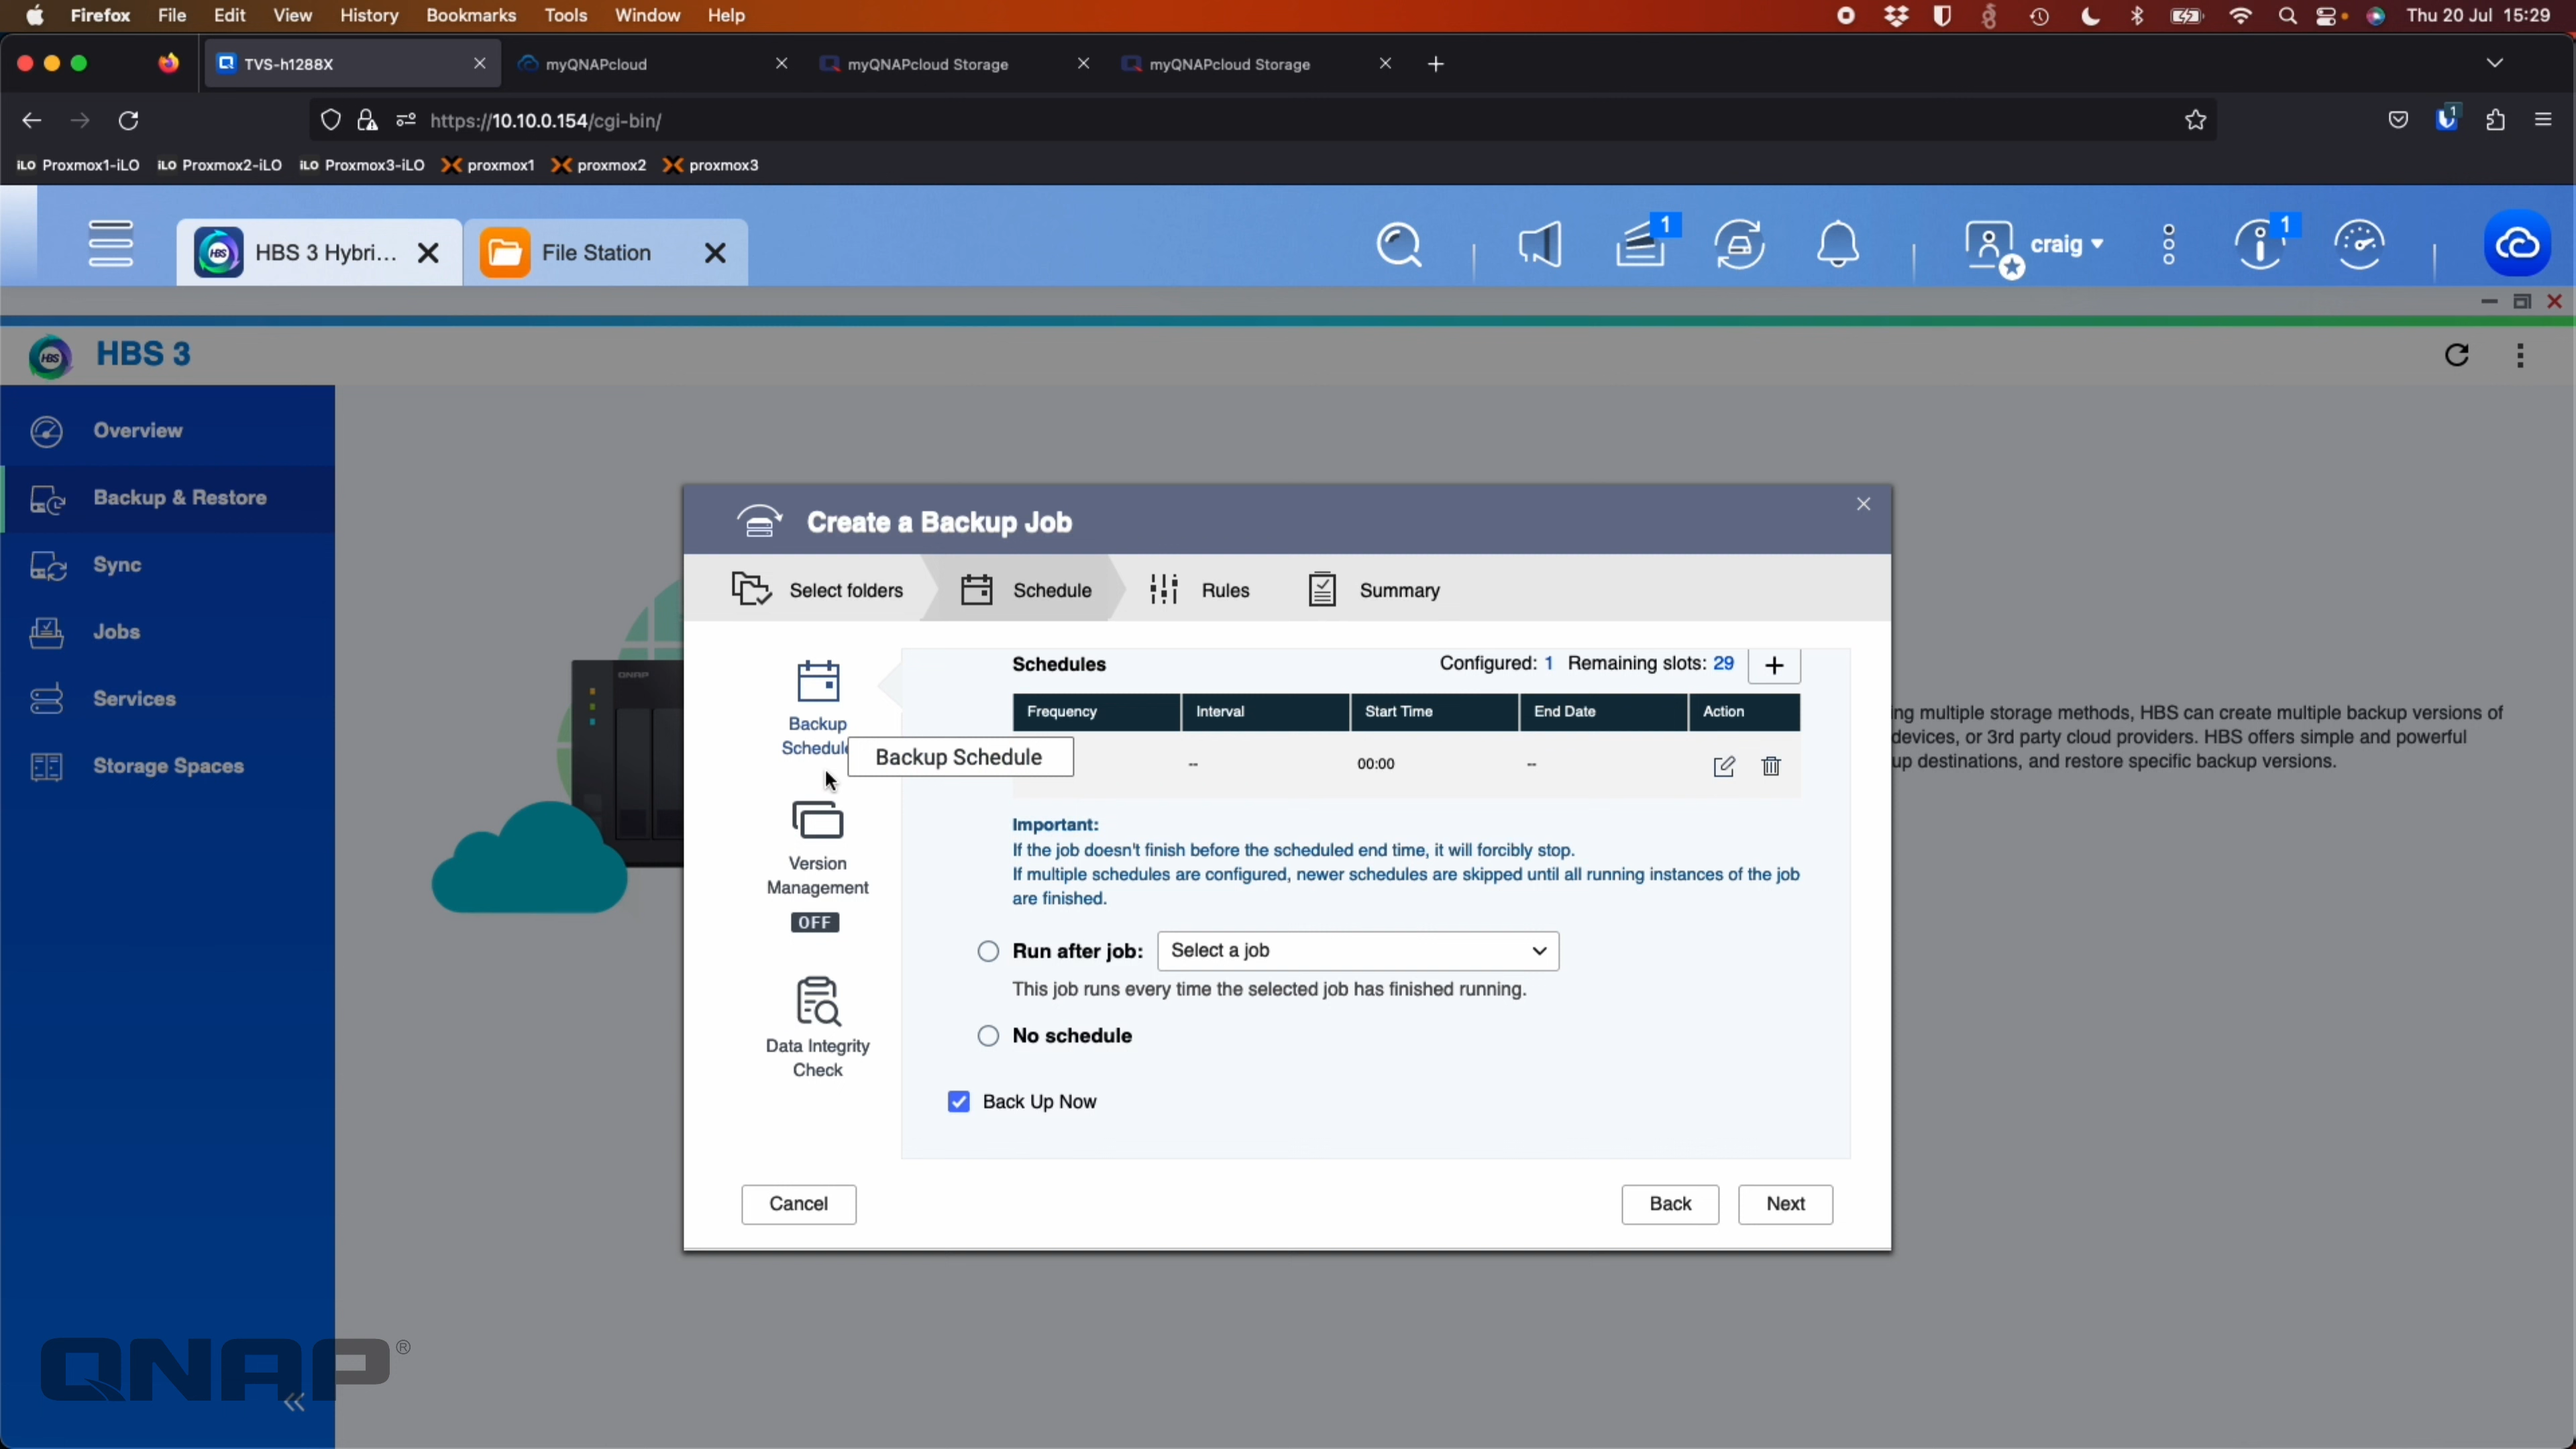 Firefox File Edit View History Bookmarks Tools Window Help
Thu 20 Jul 15:29
TVS-h1288X
myQNAPcloud
myQNAPcloud Storage
myQNAPcloud Storage
https://10.10.0.154/cgi-bin/
1
iLO Proxmox1-iLO iLO Proxmox2-iLO iLO Proxmox3-iLO proxmox1 proxmox2 proxmox3
HBS HBS 3 Hybri...
File Station
1
craig
1
HBS HBS 3
Overview
Backup & Restore
Sync
Jobs
Services
Storage Spaces
QNAP
ing multiple storage methods, HBS can create multiple backup versions of
devices, or 3rd party cloud providers. HBS offers simple and powerful
up destinations, and restore specific backup versions.
Create a Backup Job
Select folders
Schedule
Rules
Summary
Backup
Schedule
Backup Schedule
Version
Management
OFF
Data Integrity
Check
Schedules
Configured: 1 Remaining slots: 29 +
Frequency Interval Start Time End Date Action
-- 00:00 --
Important:
If the job doesn't finish before the scheduled end time, it will forcibly stop.
If multiple schedules are configured, newer schedules are skipped until all running instances of the job
are finished.
Run after job: Select a job
This job runs every time the selected job has finished running.
No schedule
Back Up Now
Cancel
Back
Next
QNAP®